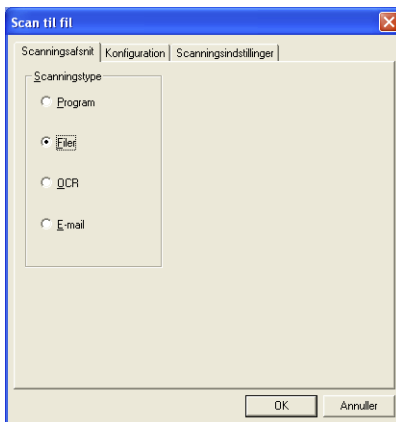 Scan til fil
Scanningsafsnit Konfiguration Scanningsindstillinger
Scanningstype
Program
Filer
OCR
E-mail
OK Annuller